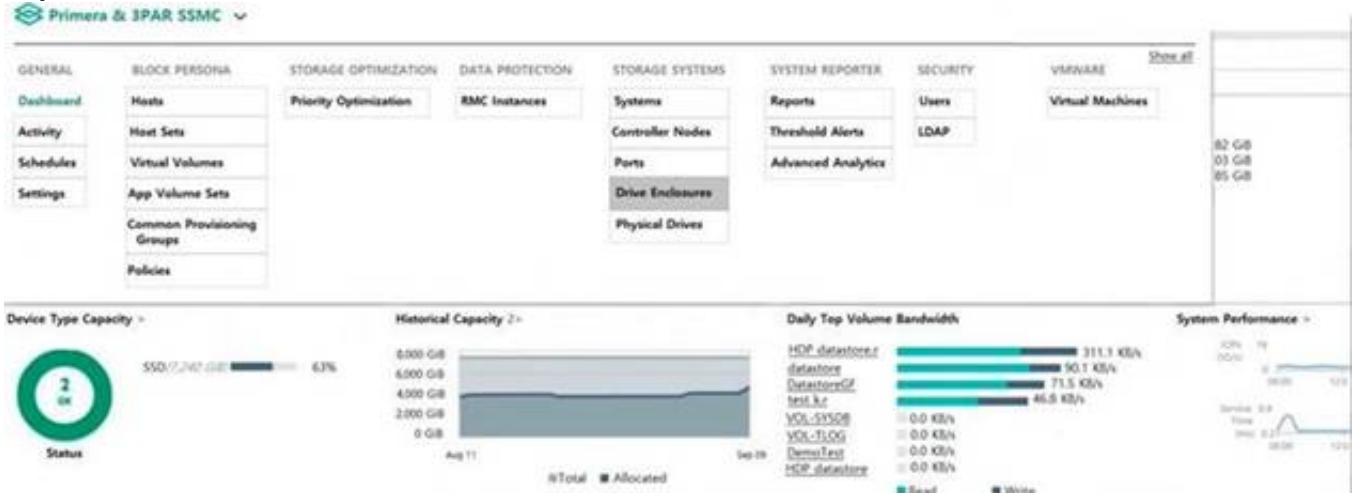 Primera & 3PAR SSMC
Show all
GENERAL
Dashboard
Activity
Schedules
Settings
BLOCK PERSONA
Hosts
Host Sets
Virtual Volumes
App Volume Sets
Common Provisioning
Groups
Policies
STORAGE OPTIMIZATION
Priority Optimization
DATA PROTECTION
RMC Instances
STORAGE SYSTEMS
Systems
Controller Nodes
Ports
Drive Enclosures
Physical Drives
SYSTEM REPORTER
Reports
Threshold Alerts
Advanced Analytics
SECURITY
Users
LDAP
VMWARE
Virtual Machines
82 GiB
03 GiB
85 GiB
Device Type Capacity
2
OK
Status
SSD 63%
Historical Capacity 2
8,000 GiB
6,000 GiB
4,000 GiB
2,000 GiB
0 GiB
Aug 11 Sep 09
Total Allocated
Daily Top Volume Bandwidth
HDP datastore.r 311.1 KB/s
datastore 90.1 KB/s
DatastoreGF 71.5 KB/s
test k.r 46.8 KB/s
VOL-SYSDB 0.0 KB/s
VOL-TLOG 0.0 KB/s
DemoTest 0.0 KB/s
HDP datastore 0.0 KB/s
Read Write
System Performance
Service
Time